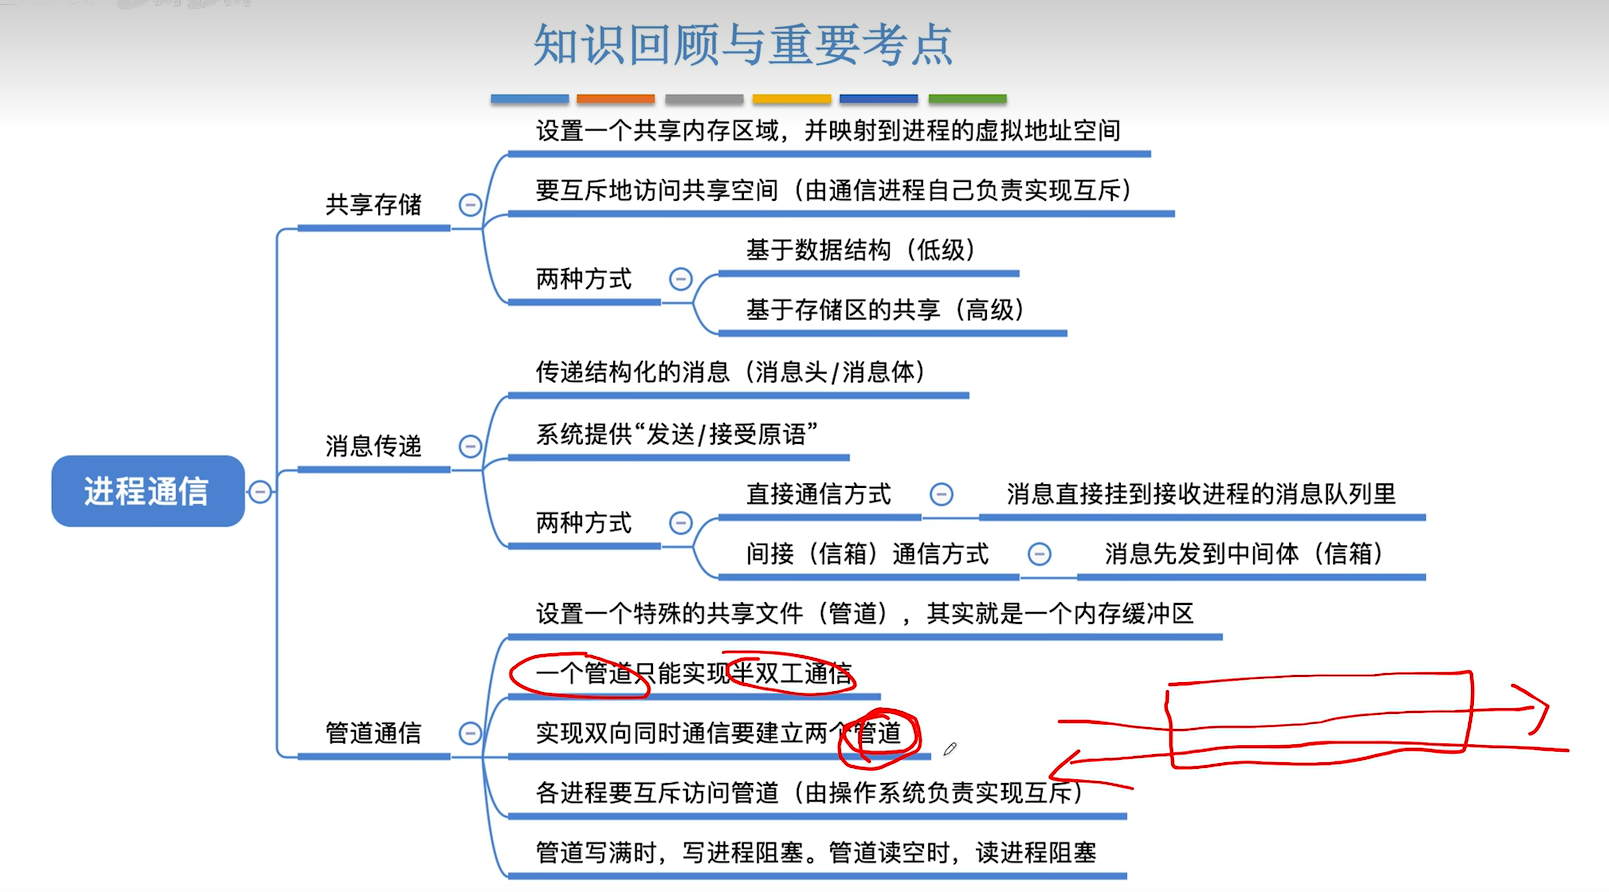 知识回顾与重要考点
设置一个共享内存区域，并映射到进程的虚拟地址空间
要互斥地访问共享空间（由通信进程自己负责实现互斥）
共享存储
基于数据结构（低级）
两种方式
基于存储区的共享（高级）
传递结构化的消息（消息头/消息体）
系统提供“发送/接受原语”
消息传递
直接通信方式
消息直接挂到接收进程的消息队列里
两种方式
间接（信箱）通信方式
消息先发到中间体（信箱）
进程通信
设置一个特殊的共享文件（管道），其实就是一个内存缓冲区
一个管道只能实现半双工通信
管道通信
实现双向同时通信要建立两个管道
各进程要互斥访问管道（由操作系统负责实现互斥）
管道写满时，写进程阻塞。管道读空时，读进程阻塞